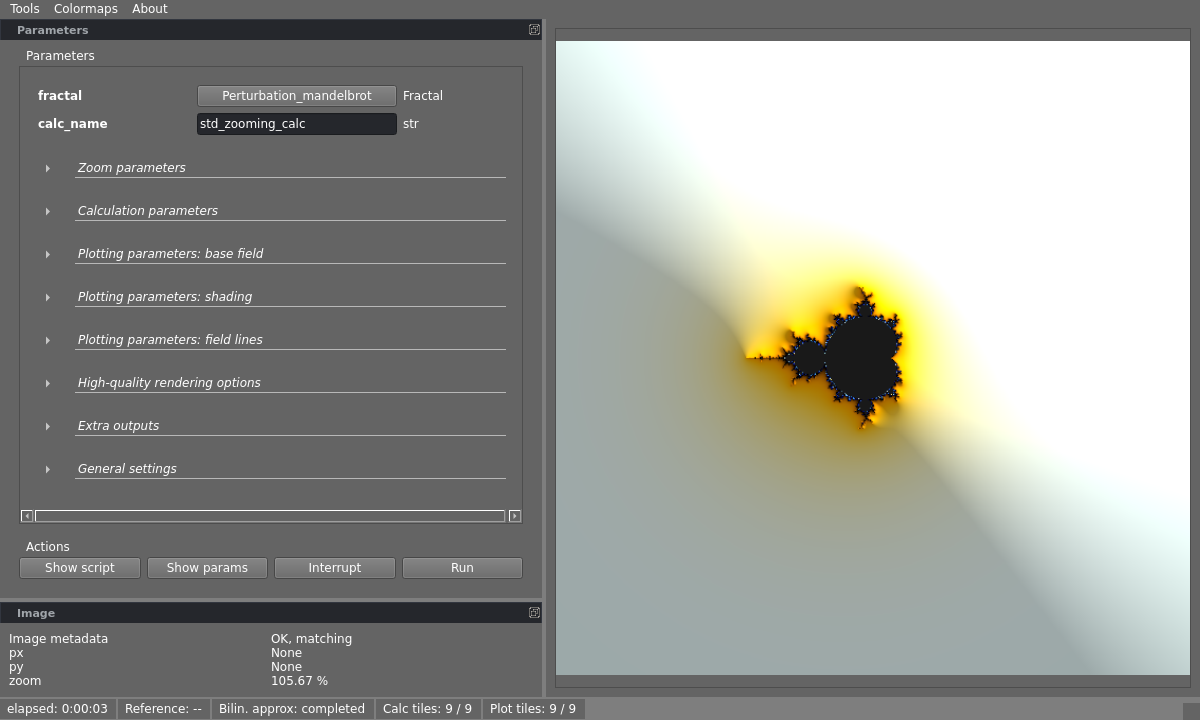 Tools Colormaps About
Parameters
Parameters
fractal Perturbation_mandelbrot Fractal
calc_name std_zooming_calc str
Zoom parameters
Calculation parameters
Plotting parameters: base field
Plotting parameters: shading
Plotting parameters: field lines
High-quality rendering options
Extra outputs
General settings
Actions
Show script Show params Interrupt Run
Image
Image metadata OK, matching
px None
py None
zoom 105.67 %
elapsed: 0:00:03 Reference: -- Bilin. approx: completed Calc tiles: 9 / 9 Plot tiles: 9 / 9